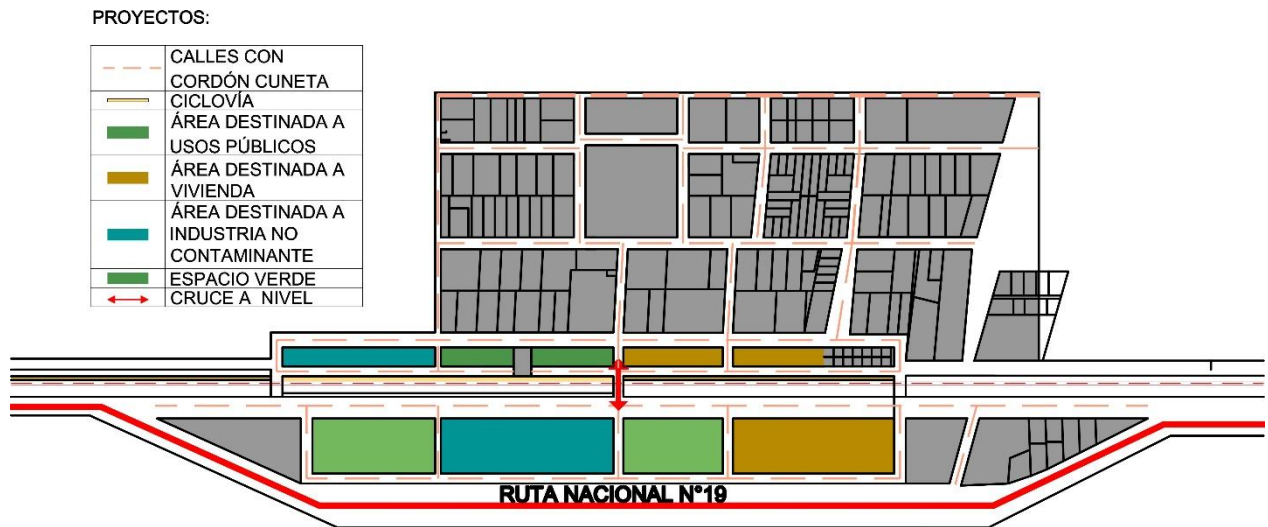 PROYECTOS:
CALLES CON
CORDÓN CUNETA
CICLOVÍA
ÁREA DESTINADA A
USOS PÚBLICOS
ÁREA DESTINADA A
VIVIENDA
ÁREA DESTINADA A
INDUSTRIA NO
CONTAMINANTE
ESPACIO VERDE
CRUCE A NIVEL
RUTA NACIONAL N°19